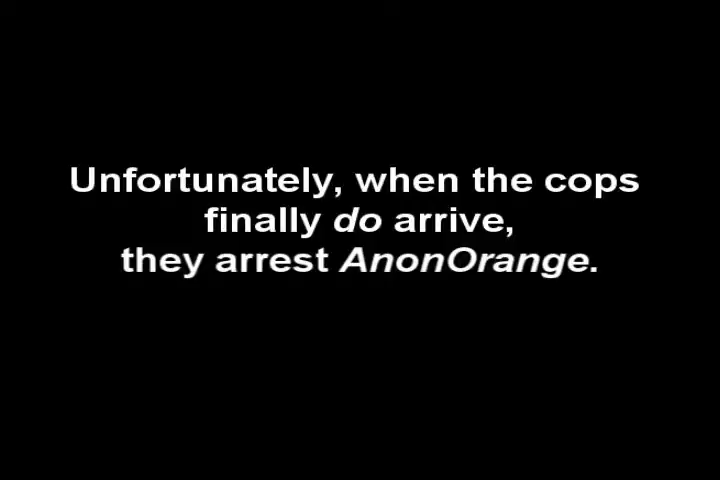 Unfortunately, when the cops
finally do arrive,
they arrest AnonOrange.